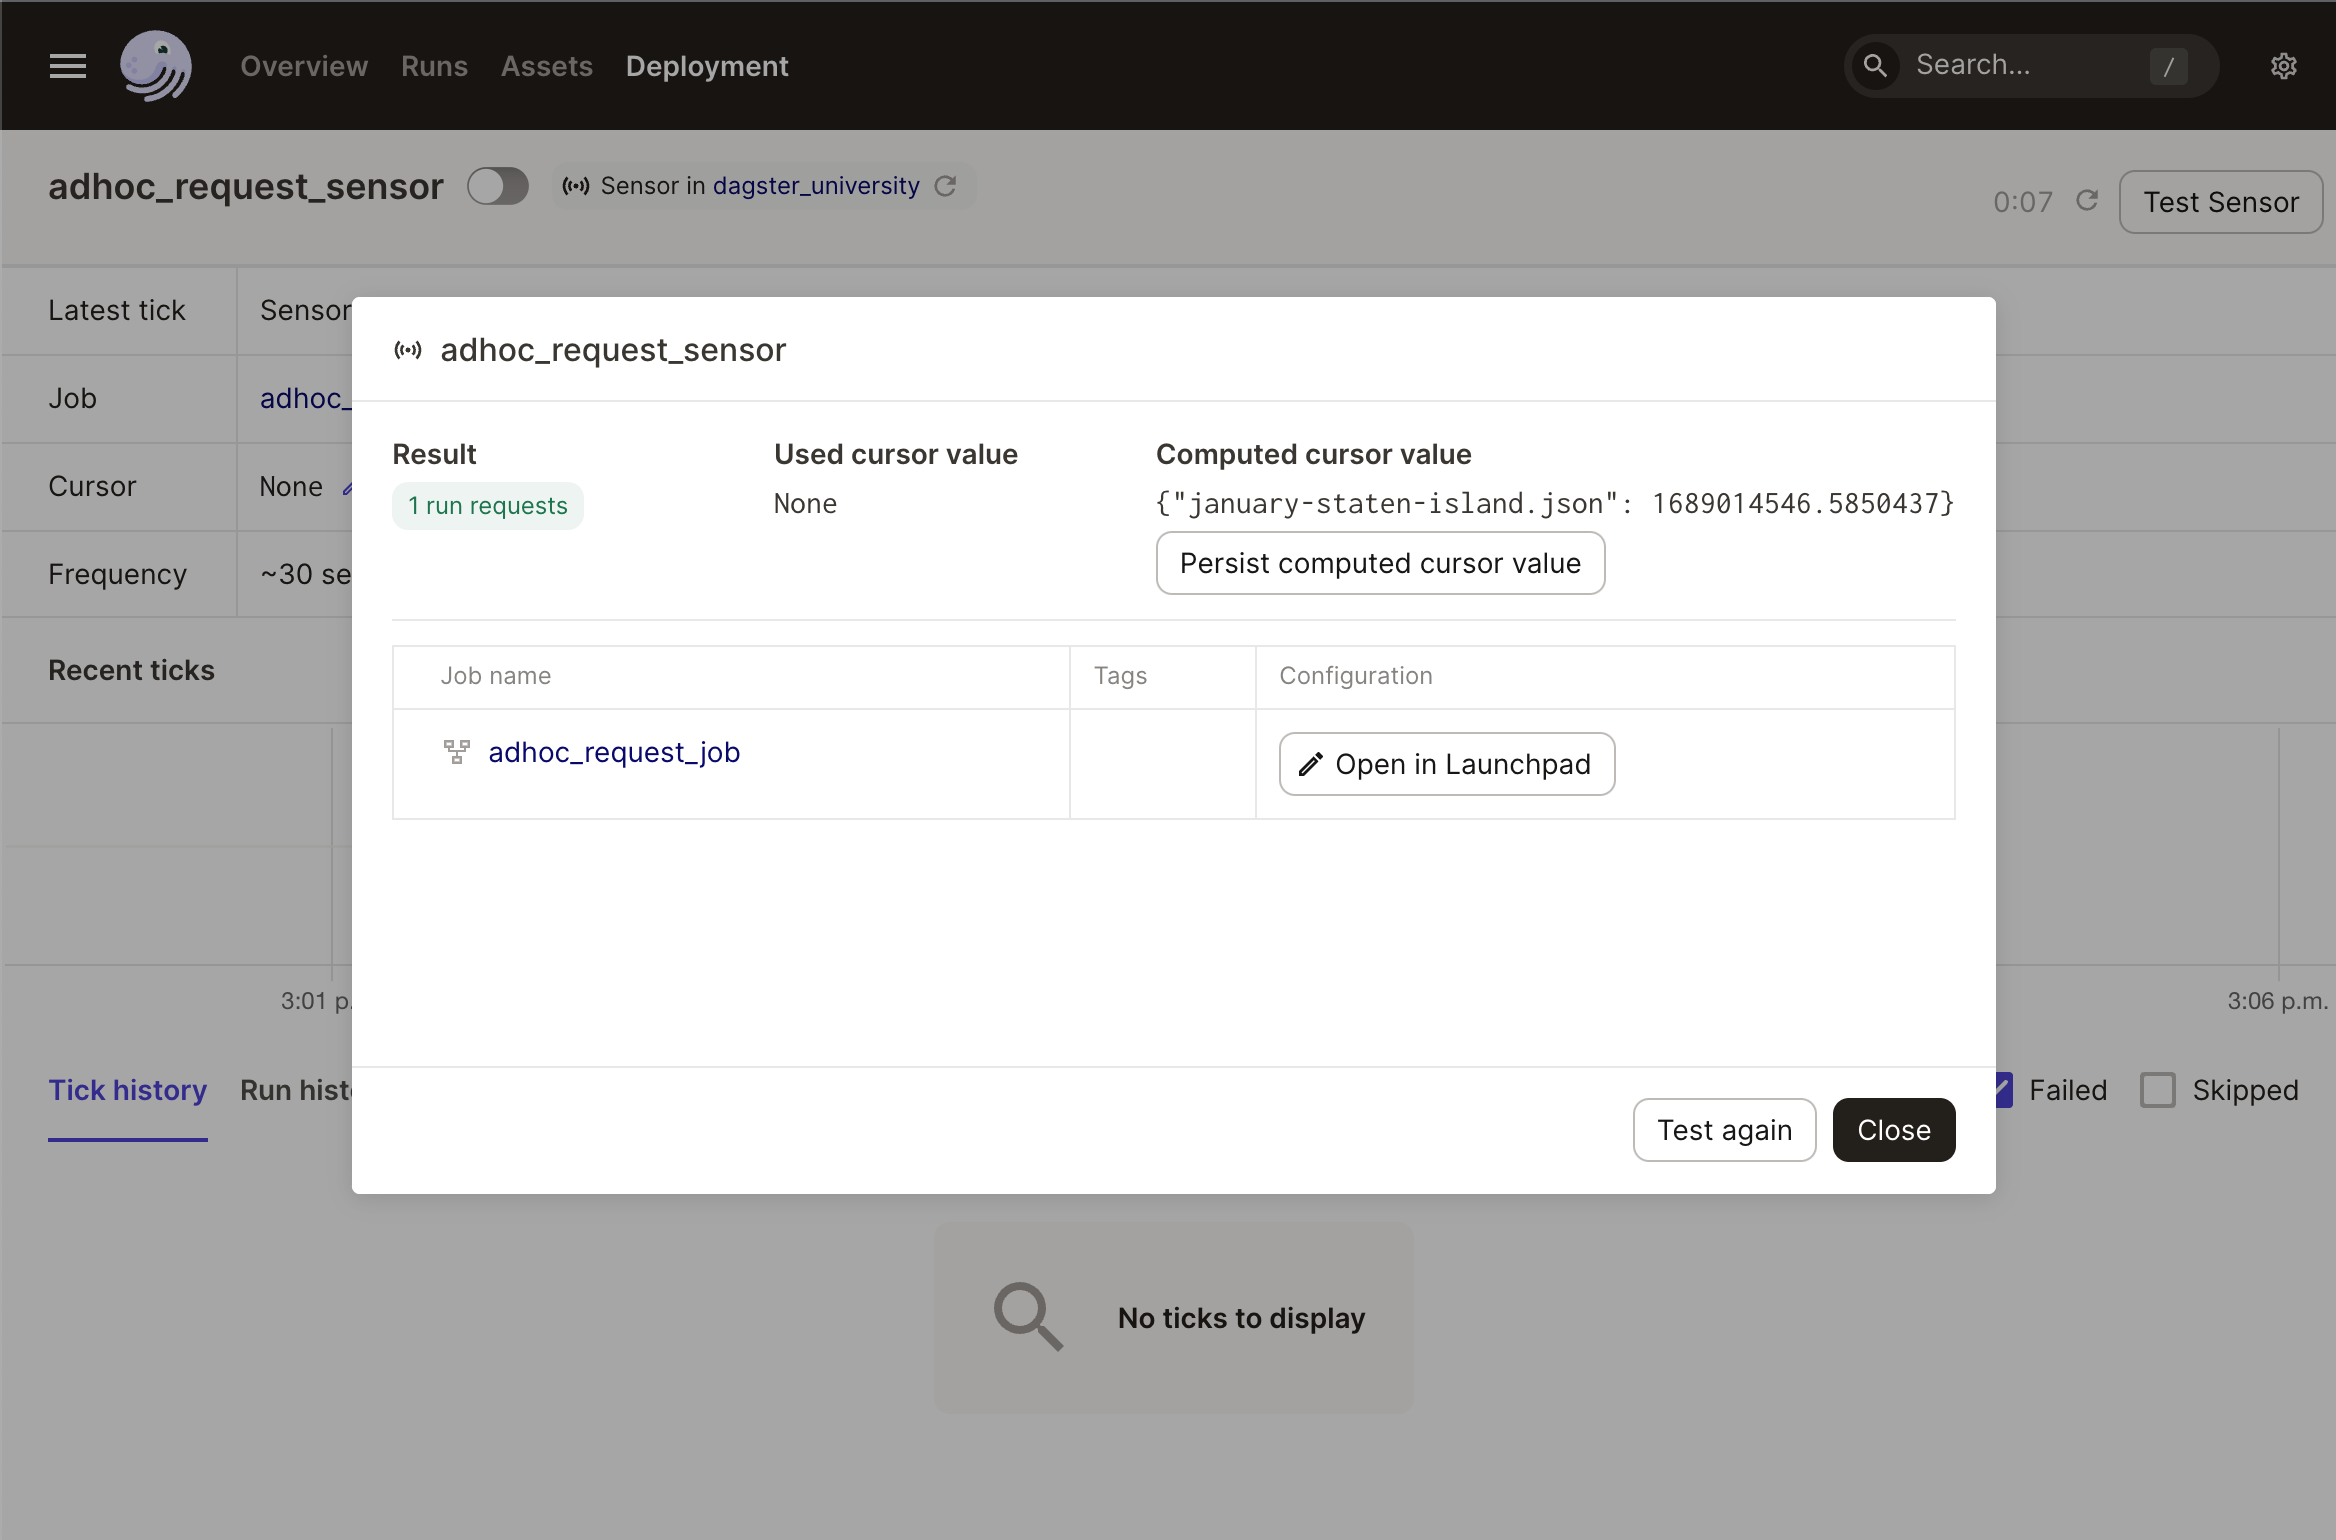 Overview Runs Assets Deployment Search... /
adhoc_request_sensor Sensor in dagster_university 0:07 Test Sensor
Latest tick Sensor
Job adhoc_
Cursor None
Frequency ~30 se
Recent ticks
3:01 p. 3:06 p.m.
Tick history Run hist Failed Skipped
No ticks to display
adhoc_request_sensor
Result Used cursor value Computed cursor value
1 run requests None {"january-staten-island.json": 1689014546.5850437}
Persist computed cursor value
Job name Tags Configuration
adhoc_request_job Open in Launchpad
Test again Close